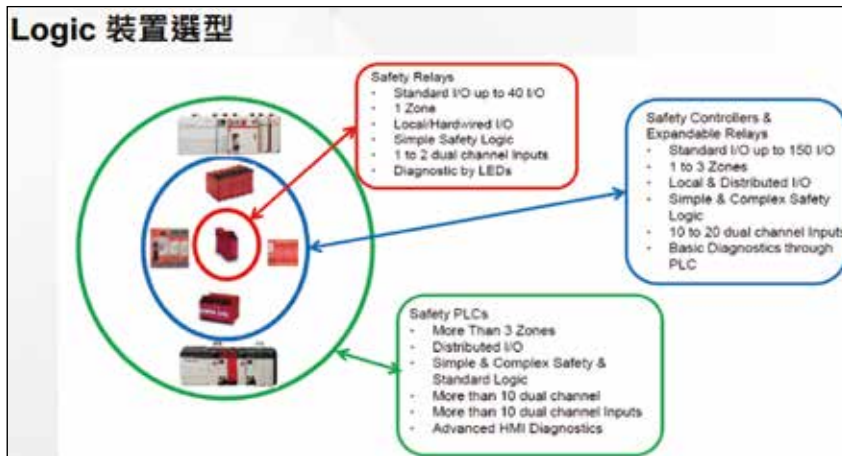 Logic 裝置選型
Safety Relays
· Standard I/O up to 40 I/O
· 1 Zone
· Local/Hardwired I/O
· Simple Safety Logic
· 1 to 2 dual channel Inputs
· Diagnostic by LEDs
Safety Controllers &
Expandable Relays
· Standard I/O up to 150 I/O
· 1 to 3 Zones
· Local & Distributed I/O
· Simple & Complex Safety
Logic
· 10 to 20 dual channel Inputs
· Basic Diagnostics through
PLC
Safety PLCs
· More Than 3 Zones
· Distributed I/O
· Simple & Complex Safety &
Standard Logic
· More than 10 dual channel
· More than 10 dual channel Inputs
· Advanced HMI Diagnostics